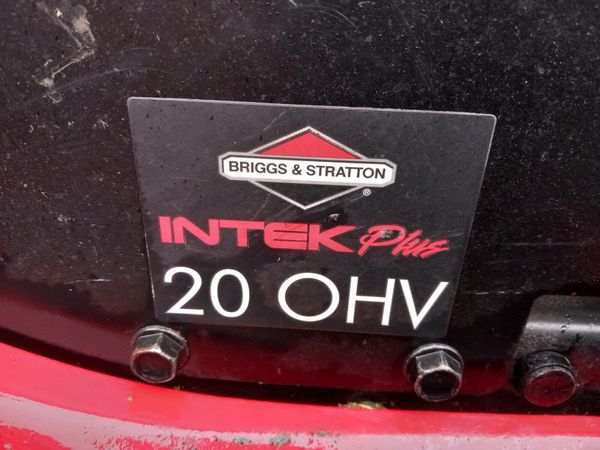 BRIGGS & STRATTON
®
INTEK Plus
20 OHV